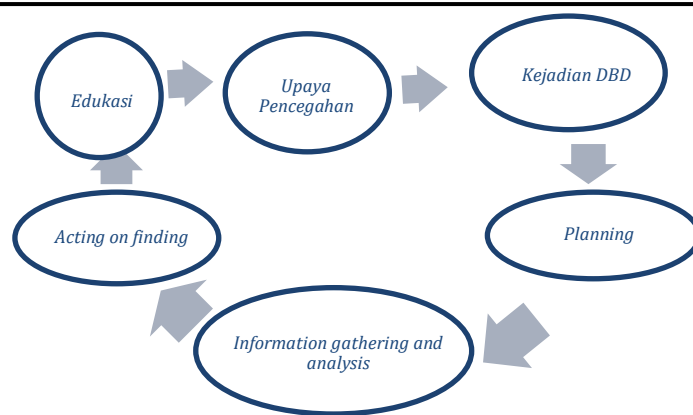 Edukasi
Upaya
Pencegahan
Kejadian DBD
Planning
Information gathering and
analysis
Acting on finding